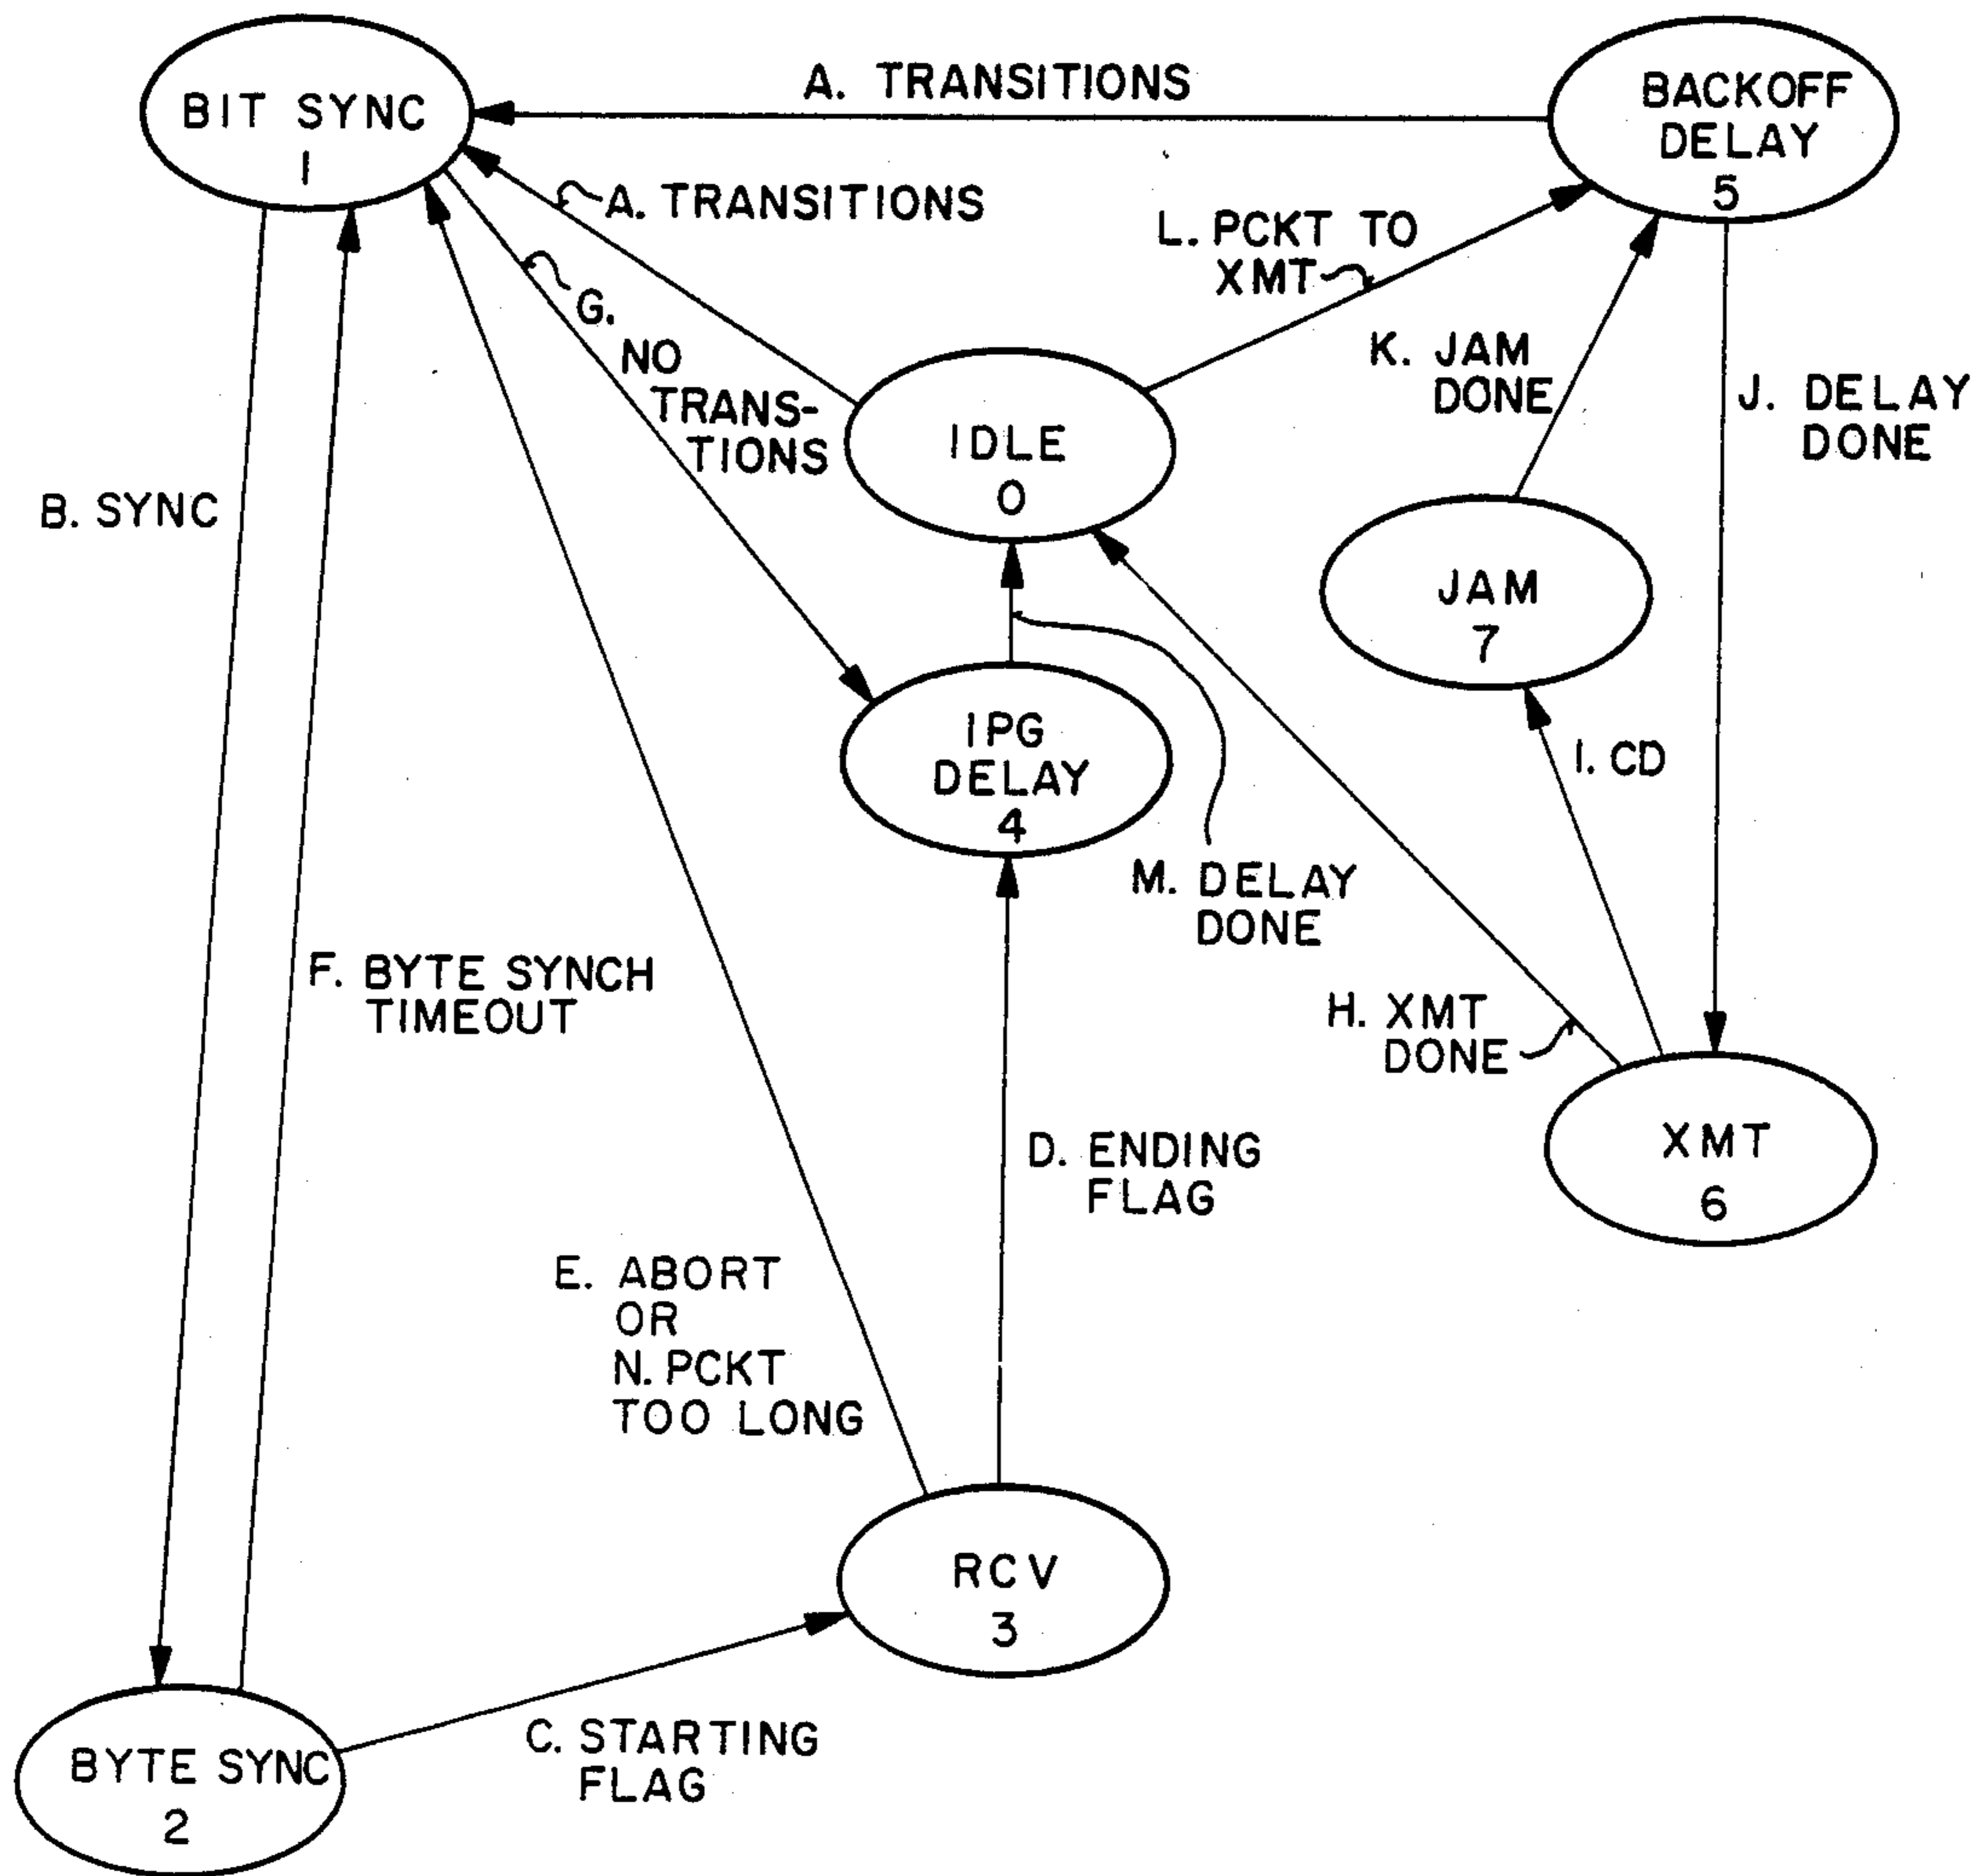 BIT SYNC
1
A. TRANSITIONS
BACKOFF
DELAY
5
A. TRANSITIONS
L. PCKT TO
XMT
G.
NO
TRANS-
TIONS
K. JAM
DONE
J. DELAY
DONE
IDLE
0
B. SYNC
JAM
7
IPG
DELAY
4
I. CD
M. DELAY
DONE
F. BYTE SYNCH
TIMEOUT
H. XMT
DONE
XMT
6
D. ENDING
FLAG
E. ABORT
OR
N. PCKT
TOO LONG
RCV
3
C. STARTING
FLAG
BYTE SYNC
2